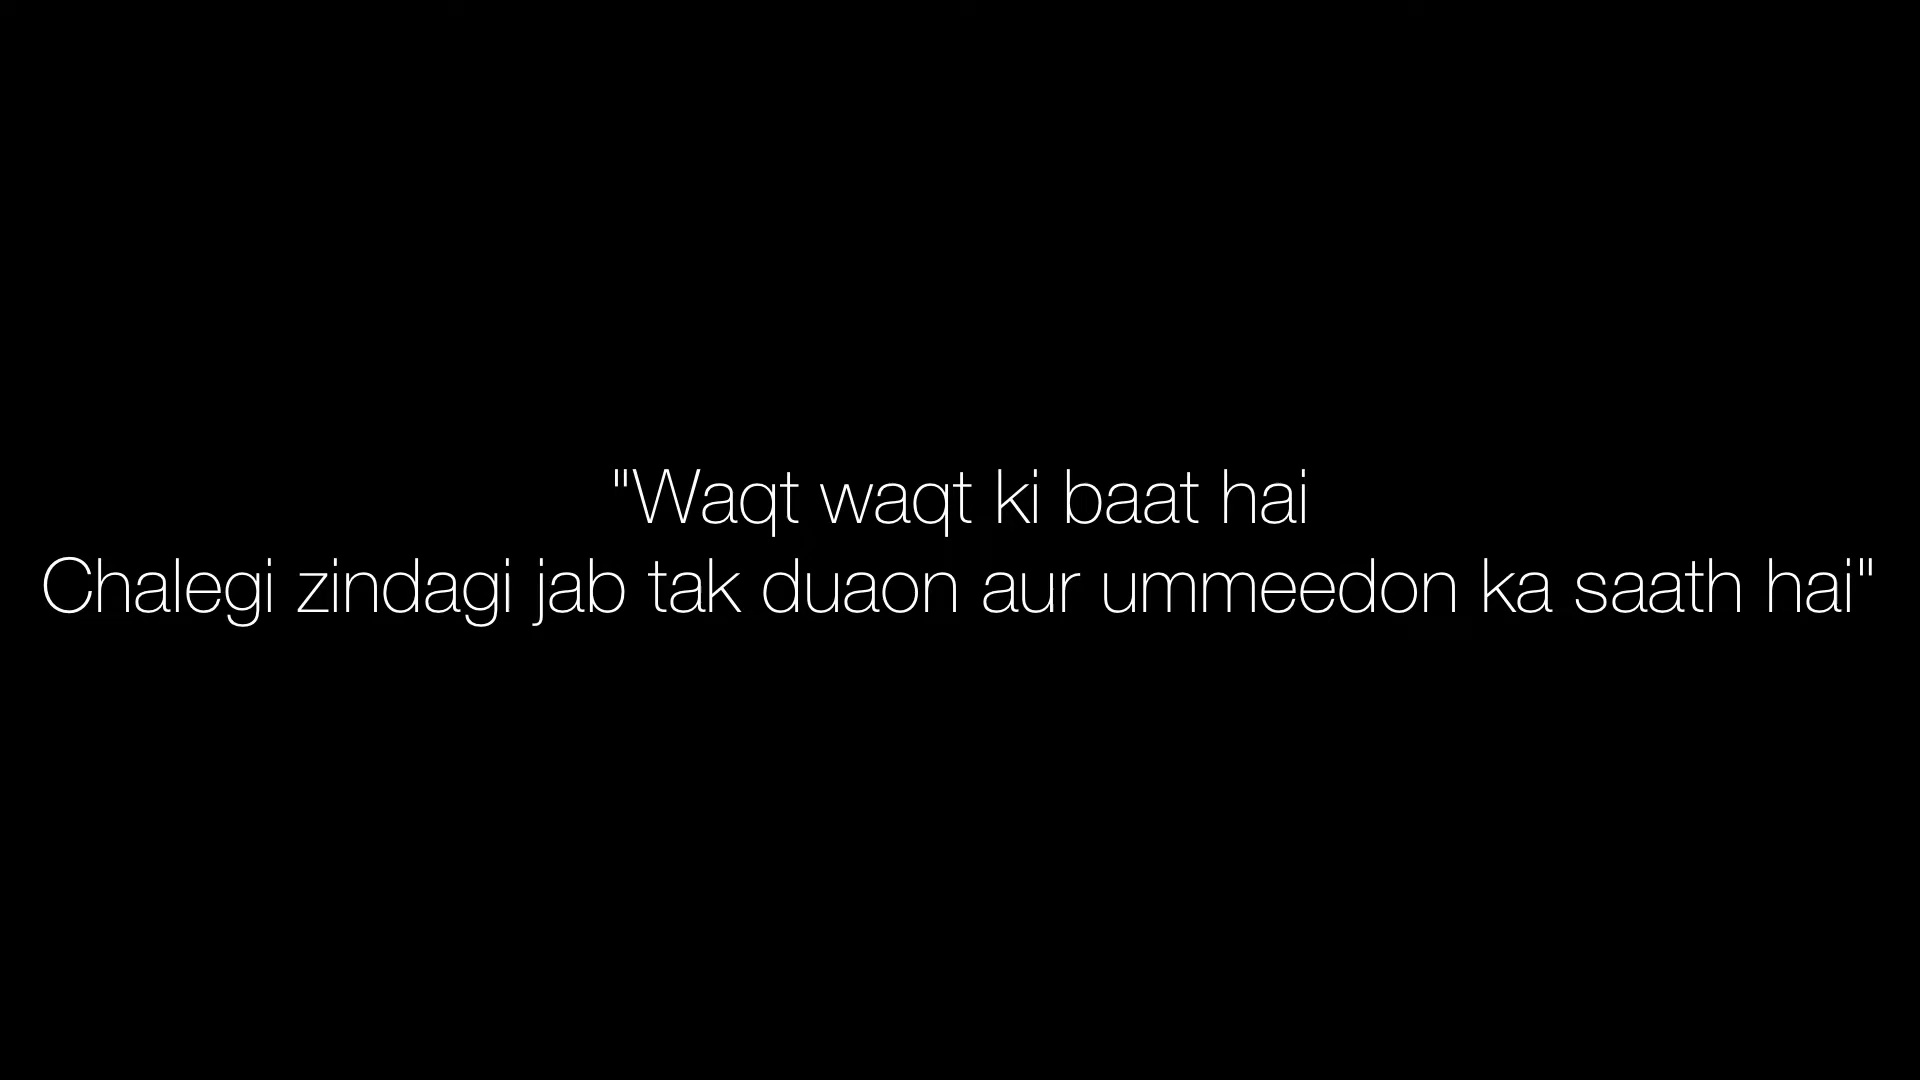 "Waqt waqt ki baat hai
Chalegi zindagi jab tak duaon aur ummeedon ka saath hai"